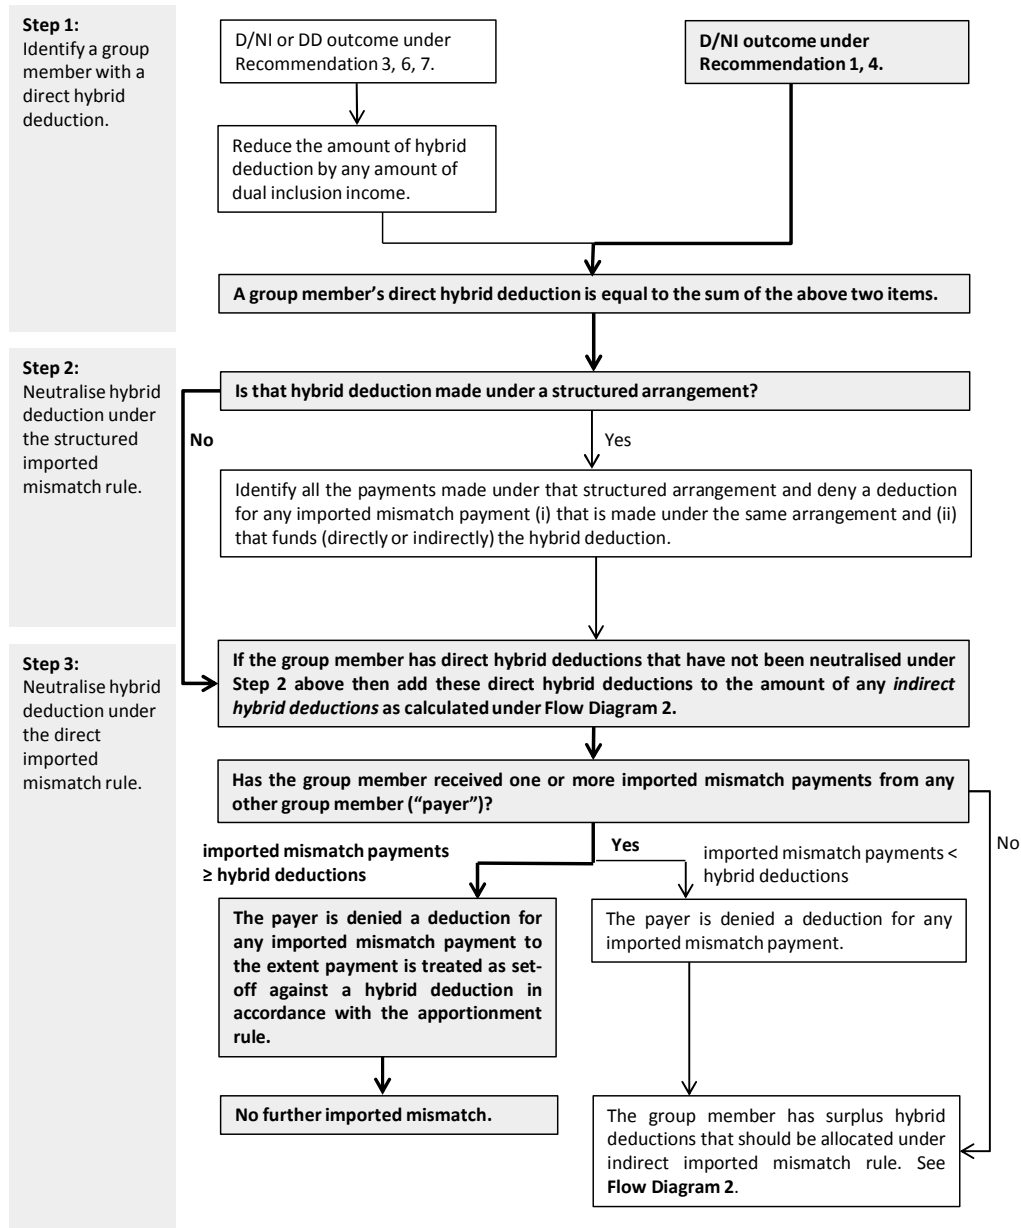 Step 1:
Identify a group
member with a
direct hybrid
deduction.
D/NI or DD outcome under
Recommendation 3, 6, 7.
D/NI outcome under
Recommendation 1, 4.
Reduce the amount of hybrid
deduction by any amount of
dual inclusion income.
A group member’s direct hybrid deduction is equal to the sum of the above two items.
Step 2:
Neutralise hybrid
deduction under
the structured
imported
mismatch rule.
Is that hybrid deduction made under a structured arrangement?
No
Yes
Identify all the payments made under that structured arrangement and deny a deduction
for any imported mismatch payment (i) that is made under the same arrangement and (ii)
that funds (directly or indirectly) the hybrid deduction.
Step 3:
Neutralise hybrid
deduction under
the direct
imported
mismatch rule.
If the group member has direct hybrid deductions that have not been neutralised under
Step 2 above then add these direct hybrid deductions to the amount of any indirect
hybrid deductions as calculated under Flow Diagram 2.
Has the group member received one or more imported mismatch payments from any
other group member (“payer”)?
No
Yes
imported mismatch payments
≥ hybrid deductions
imported mismatch payments <
hybrid deductions
The payer is denied a deduction for
any imported mismatch payment to
the extent payment is treated as set-
off against a hybrid deduction in
accordance with the apportionment
rule.
The payer is denied a deduction for any
imported mismatch payment.
No further imported mismatch.
The group member has surplus hybrid
deductions that should be allocated under
indirect imported mismatch rule. See
Flow Diagram 2.